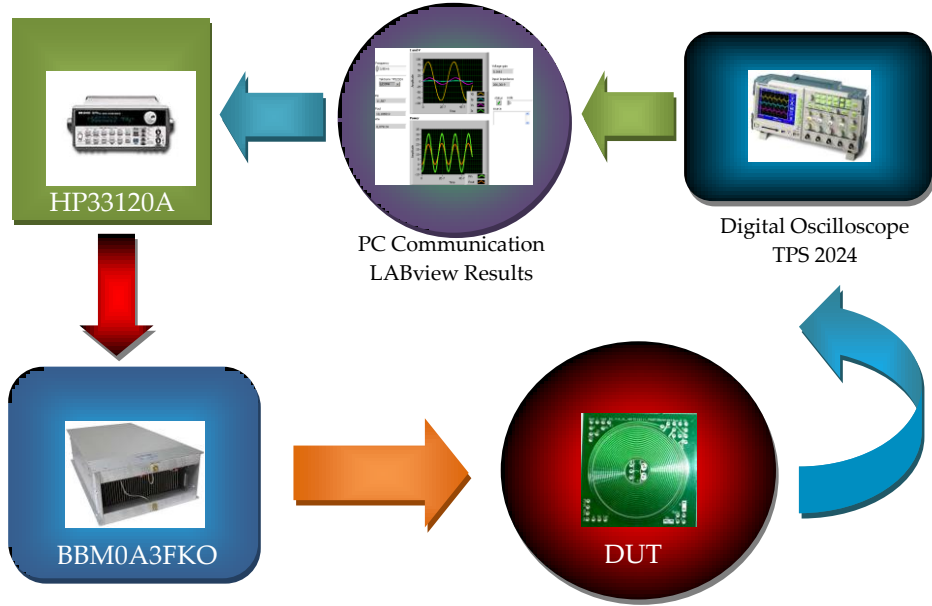 HP33120A
PC Communication
LABview Results
Digital Oscilloscope
TPS 2024
BBM0A3FKO
DUT